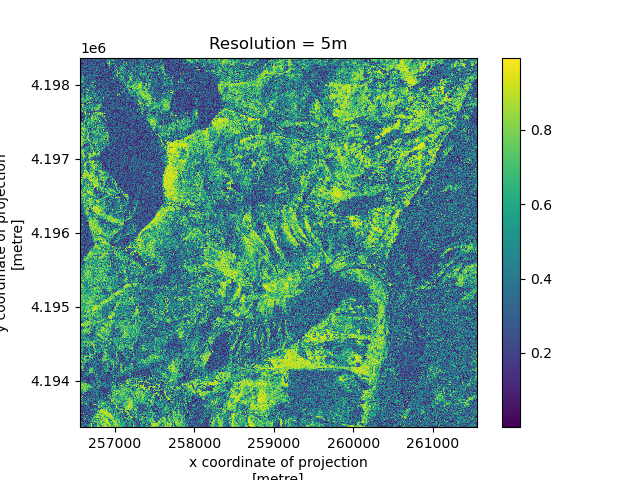 Resolution = 5m
1e6
4.198
4.197
4.196
4.195
4.194
y coordinate of projection
[metre]
257000 258000 259000 260000 261000
x coordinate of projection
[metre]
0.8
0.6
0.4
0.2